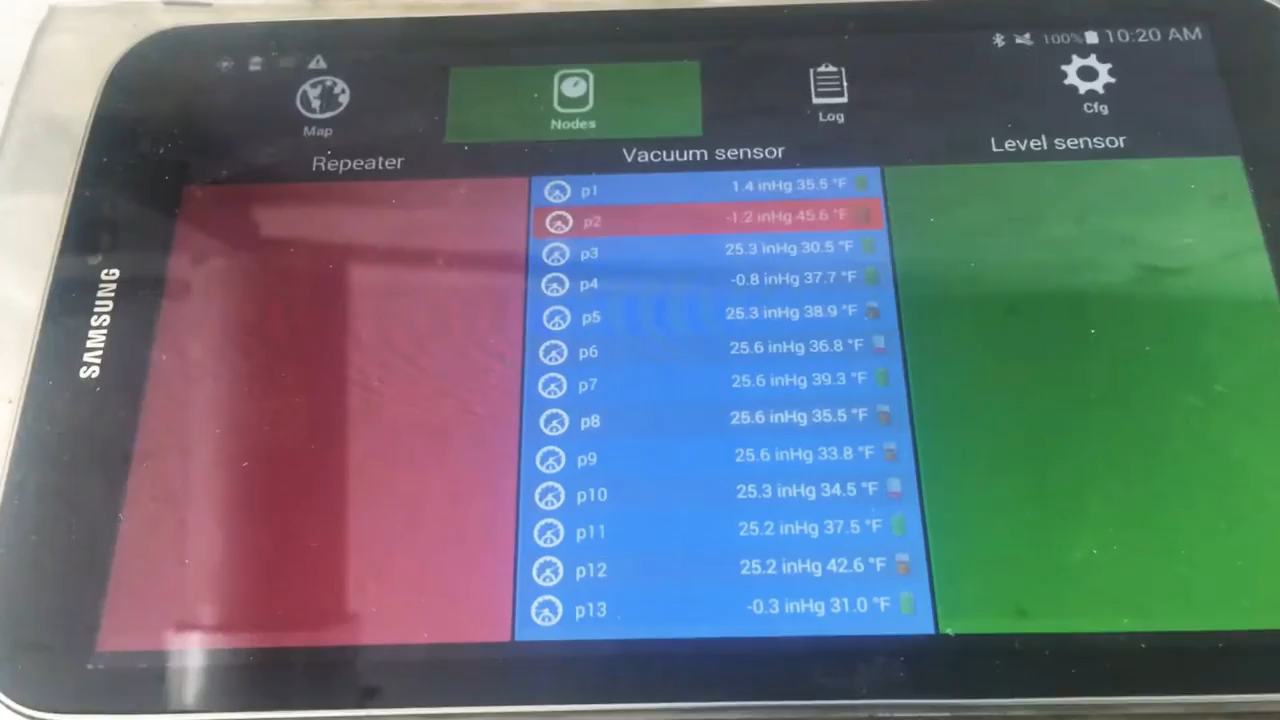 100% 10:20 AM
Map
Nodes
Log
Cfg
Repeater
Vacuum sensor
Level sensor
p1 1.4 inHg 35.5 °F
p2 -1.2 inHg 45.6 °F
p3 25.3 inHg 30.5 °F
p4 -0.8 inHg 37.7 °F
p5 25.3 inHg 38.9 °F
p6 25.6 inHg 36.8 °F
p7 25.6 inHg 39.3 °F
p8 25.6 inHg 35.5 °F
p9 25.6 inHg 33.8 °F
p10 25.3 inHg 34.5 °F
p11 25.2 inHg 37.5 °F
p12 25.2 inHg 42.6 °F
p13 -0.3 inHg 31.0 °F
SAMSUNG